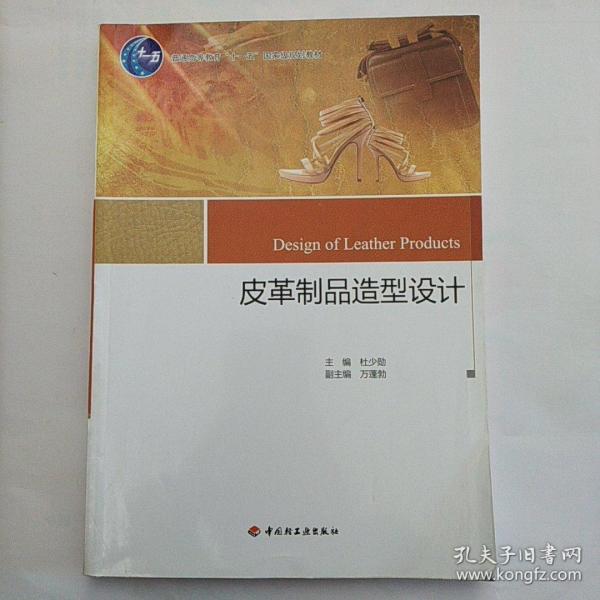 十一五
普通高等教育“十一五”国家级规划教材
Design of Leather Products
皮革制品造型设计
主 编 杜少勋
副主编 万蓬勃
中国轻工业出版社
孔夫子旧书网
www.kongfz.com